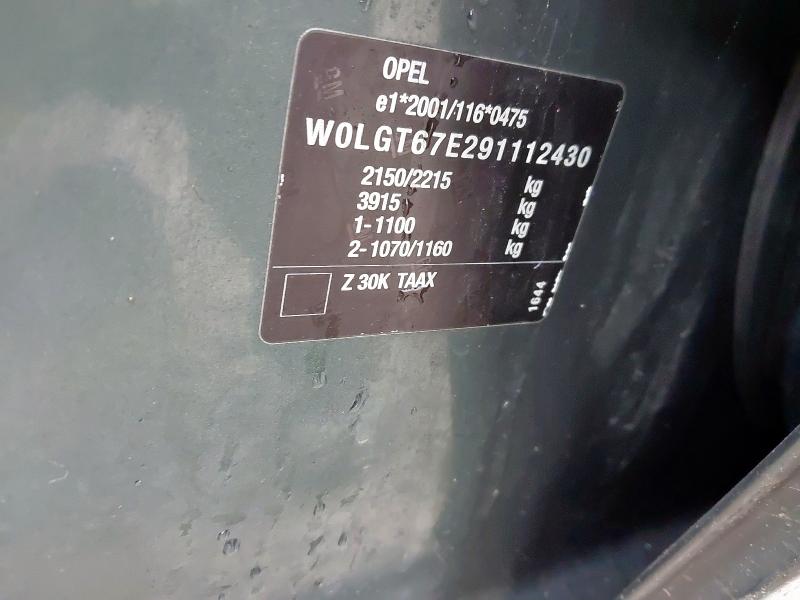 OPEL
e1*2001/116*0475
W0LGT67E291112430
2150/2215 kg
3915 kg
1-1100 kg
2-1070/1160 kg
Z 30K TAAX
1644
GM